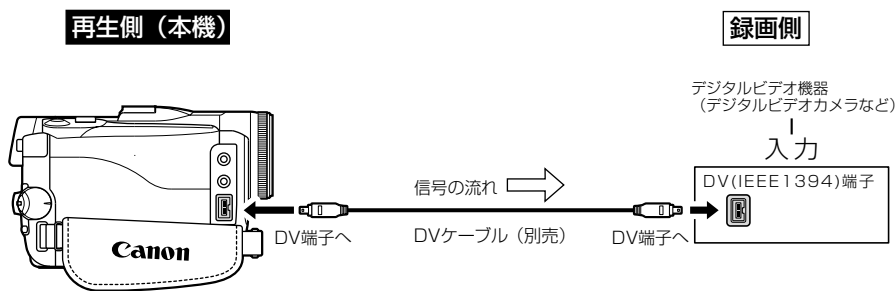 再生側（本機）
録画側
デジタルビデオ機器
（デジタルビデオカメラなど）
入力
DV(IEEE1394)端子
信号の流れ
DV端子へ
DVケーブル（別売）
DV端子へ
Canon